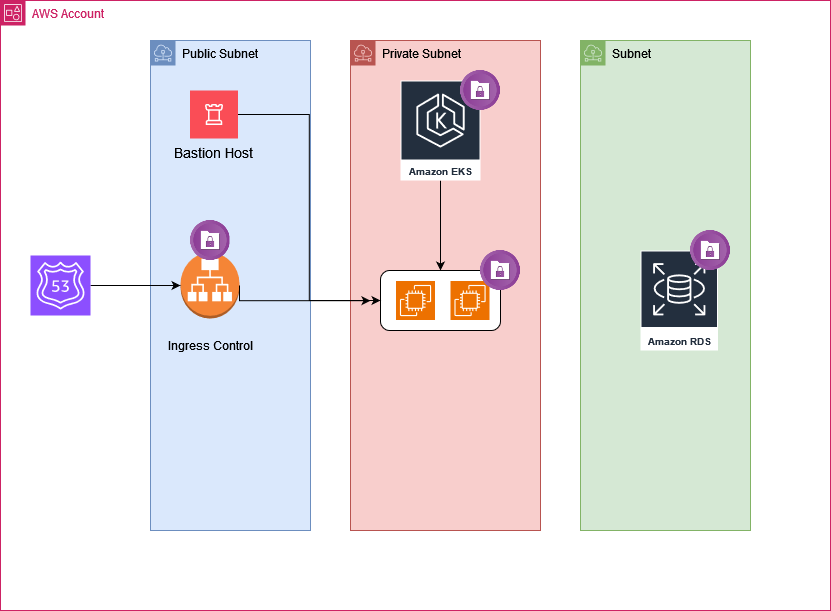 AWS Account
Public Subnet
Private Subnet
Subnet
Bastion Host
K
Amazon EKS
53
Ingress Control
Amazon RDS